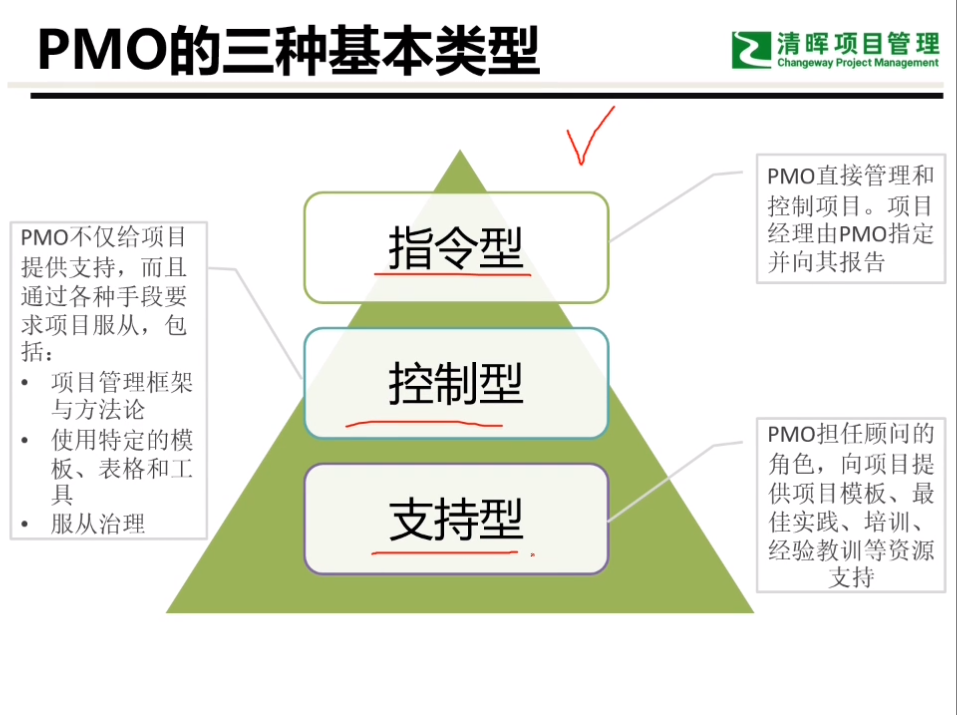 PMO的三种基本类型
清晖项目管理
Changeway Project Management
PMO直接管理和
控制项目。项目
经理由PMO指定
并向其报告
指令型
PMO不仅给项目
提供支持，而且
通过各种手段要
求项目服从，包
括：
• 项目管理框架
与方法论
• 使用特定的模
板、表格和工
具
• 服从治理
控制型
支持型
PMO担任顾问的
角色，向项目提
供项目模板、最
佳实践、培训、
经验教训等资源
支持